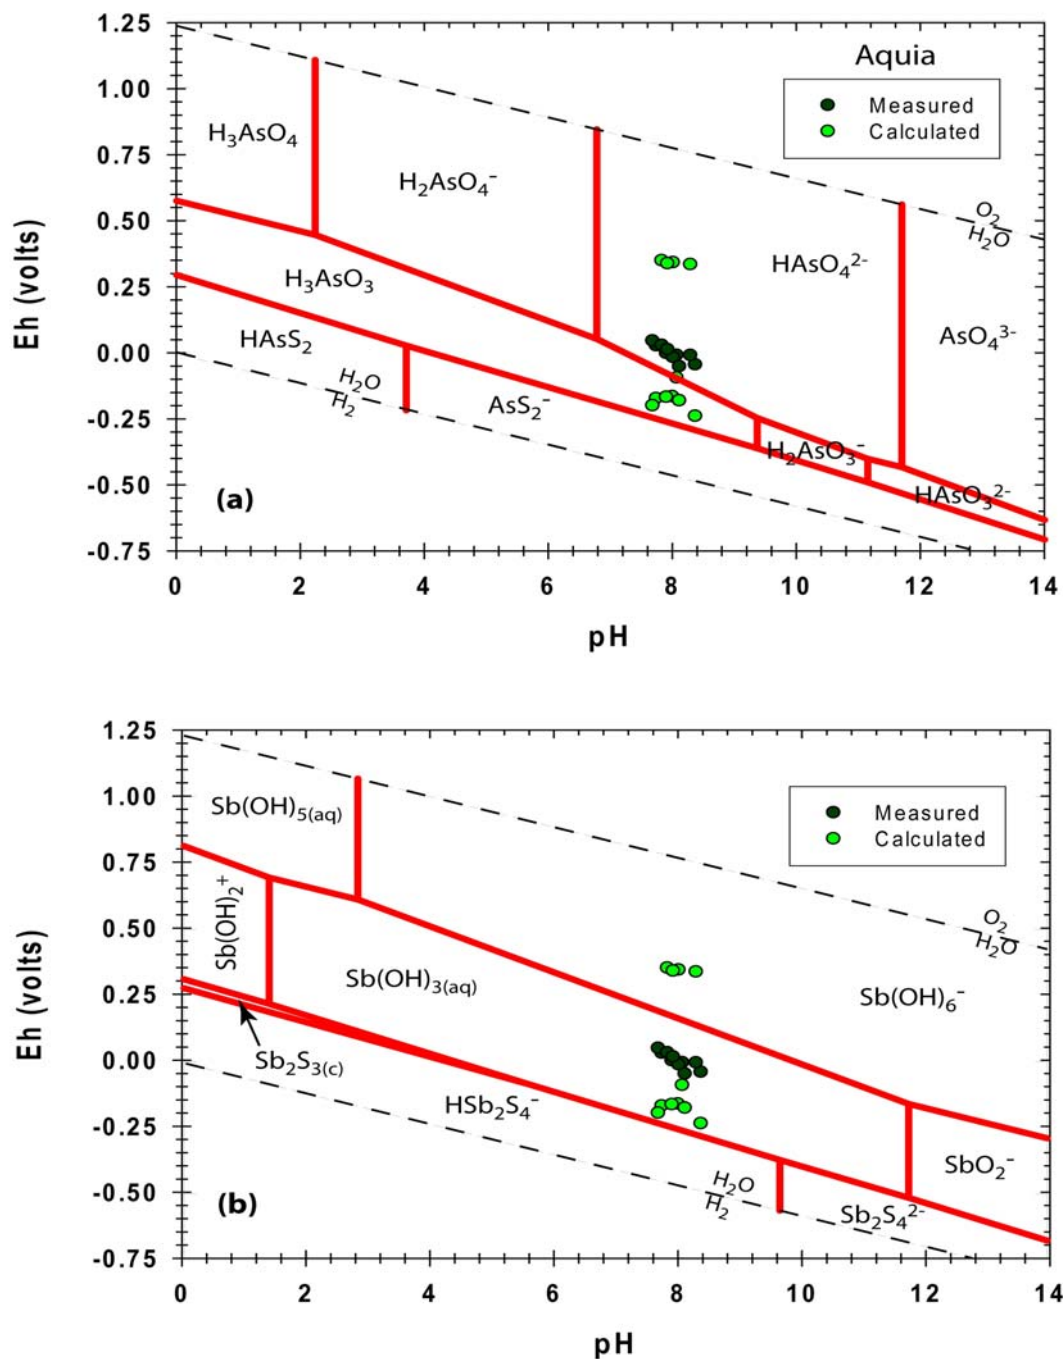 Aquia
Measured
Calculated
1.25
1.00
0.75
0.50
0.25
0.00
-0.25
-0.50
-0.75
Eh (volts)
H₃AsO₄
H₂AsO₄⁻
HAsO₄²⁻
AsO₄³⁻
O₂
H₂O
H₃AsO₃
HAsS₂
H₂O
H₂
AsS₂⁻
H₂AsO₃⁻
HAsO₃²⁻
(a)
0 2 4 6 8 10 12 14
pH
1.25
1.00
0.75
0.50
0.25
0.00
-0.25
-0.50
-0.75
Eh (volts)
Measured
Calculated
Sb(OH)₅(aq)
Sb(OH)₂⁺
Sb(OH)₃(aq)
Sb(OH)₆⁻
O₂
H₂O
Sb₂S₃(c)
HSb₂S₄⁻
H₂O
H₂
Sb₂S₄²⁻
SbO₂⁻
(b)
0 2 4 6 8 10 12 14
pH